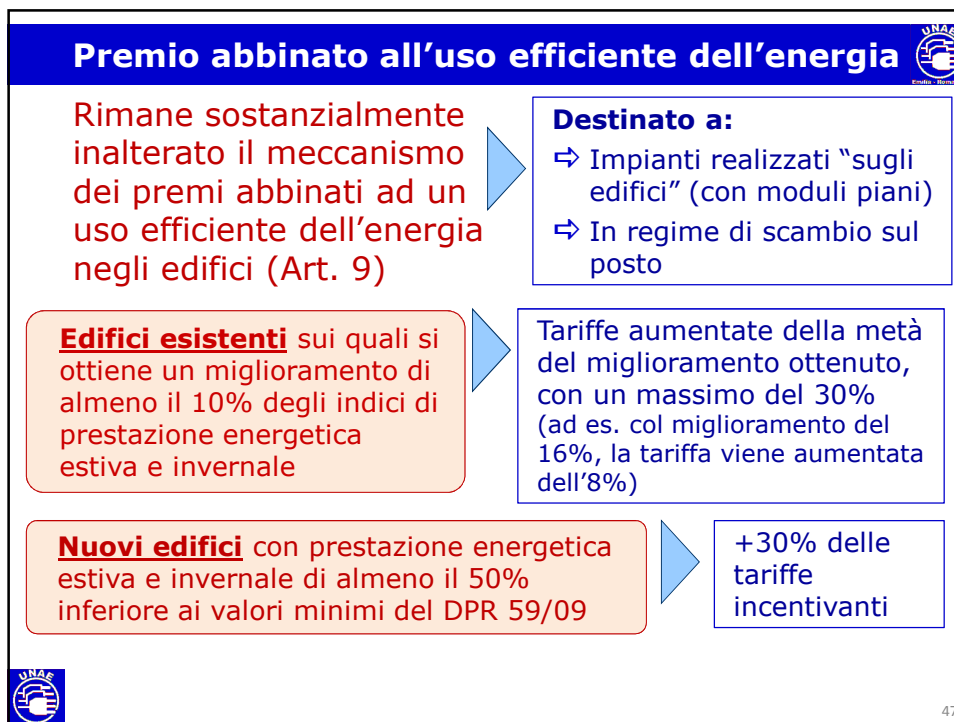 Premio abbinato all’uso efficiente dell’energia
UNAE
Emilia - Roma
Rimane sostanzialmente
inalterato il meccanismo
dei premi abbinati ad un
uso efficiente dell’energia
negli edifici (Art. 9)
Destinato a:
⇨ Impianti realizzati “sugli
edifici” (con moduli piani)
⇨ In regime di scambio sul
posto
Edifici esistenti sui quali si
ottiene un miglioramento di
almeno il 10% degli indici di
prestazione energetica
estiva e invernale
Tariffe aumentate della metà
del miglioramento ottenuto,
con un massimo del 30%
(ad es. col miglioramento del
16%, la tariffa viene aumentata
dell’8%)
Nuovi edifici con prestazione energetica
estiva e invernale di almeno il 50%
inferiore ai valori minimi del DPR 59/09
+30% delle
tariffe
incentivanti
UNAE
47